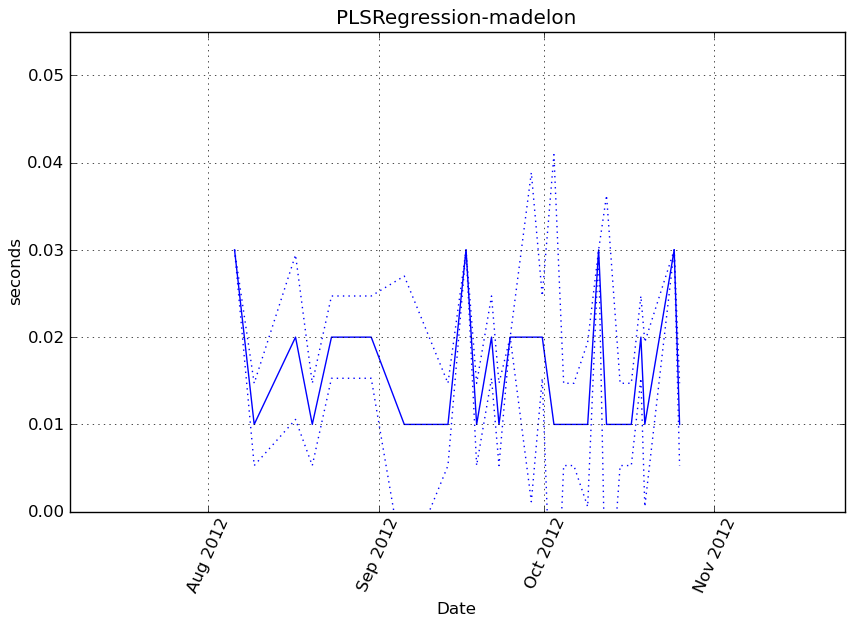 PLSRegression-madelon
0.05
0.04
0.03
0.02
0.01
0.00
seconds
Aug 2012
Sep 2012
Oct 2012
Nov 2012
Date